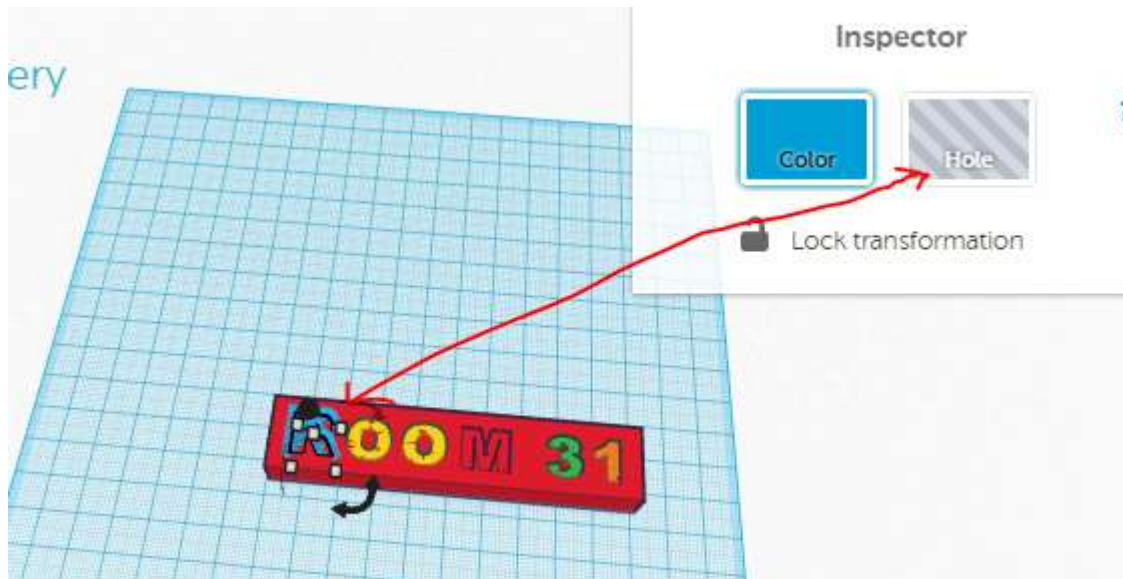 Inspector
ery
Color
Hole
Lock transformation
ROOM 31